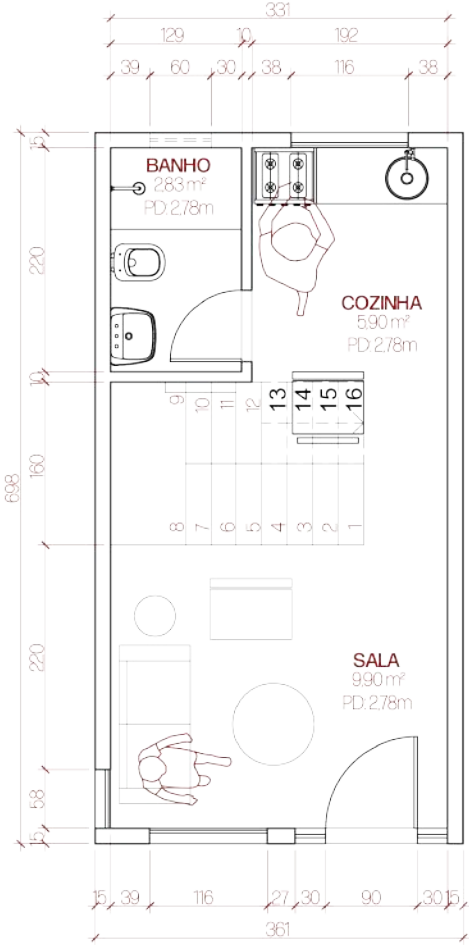 331
129 10 192
39 60 30 38 116 38
15
BANHO
2,83 m²
PD: 2,78m
220
COZINHA
5,90 m²
PD: 2,78m
10
9 10 11 12 13 14 15 16
160
698
8 7 6 5 4 3 2 1
220
SALA
9,90 m²
PD: 2,78m
58
15
15 39 116 27 30 90 30 15
361